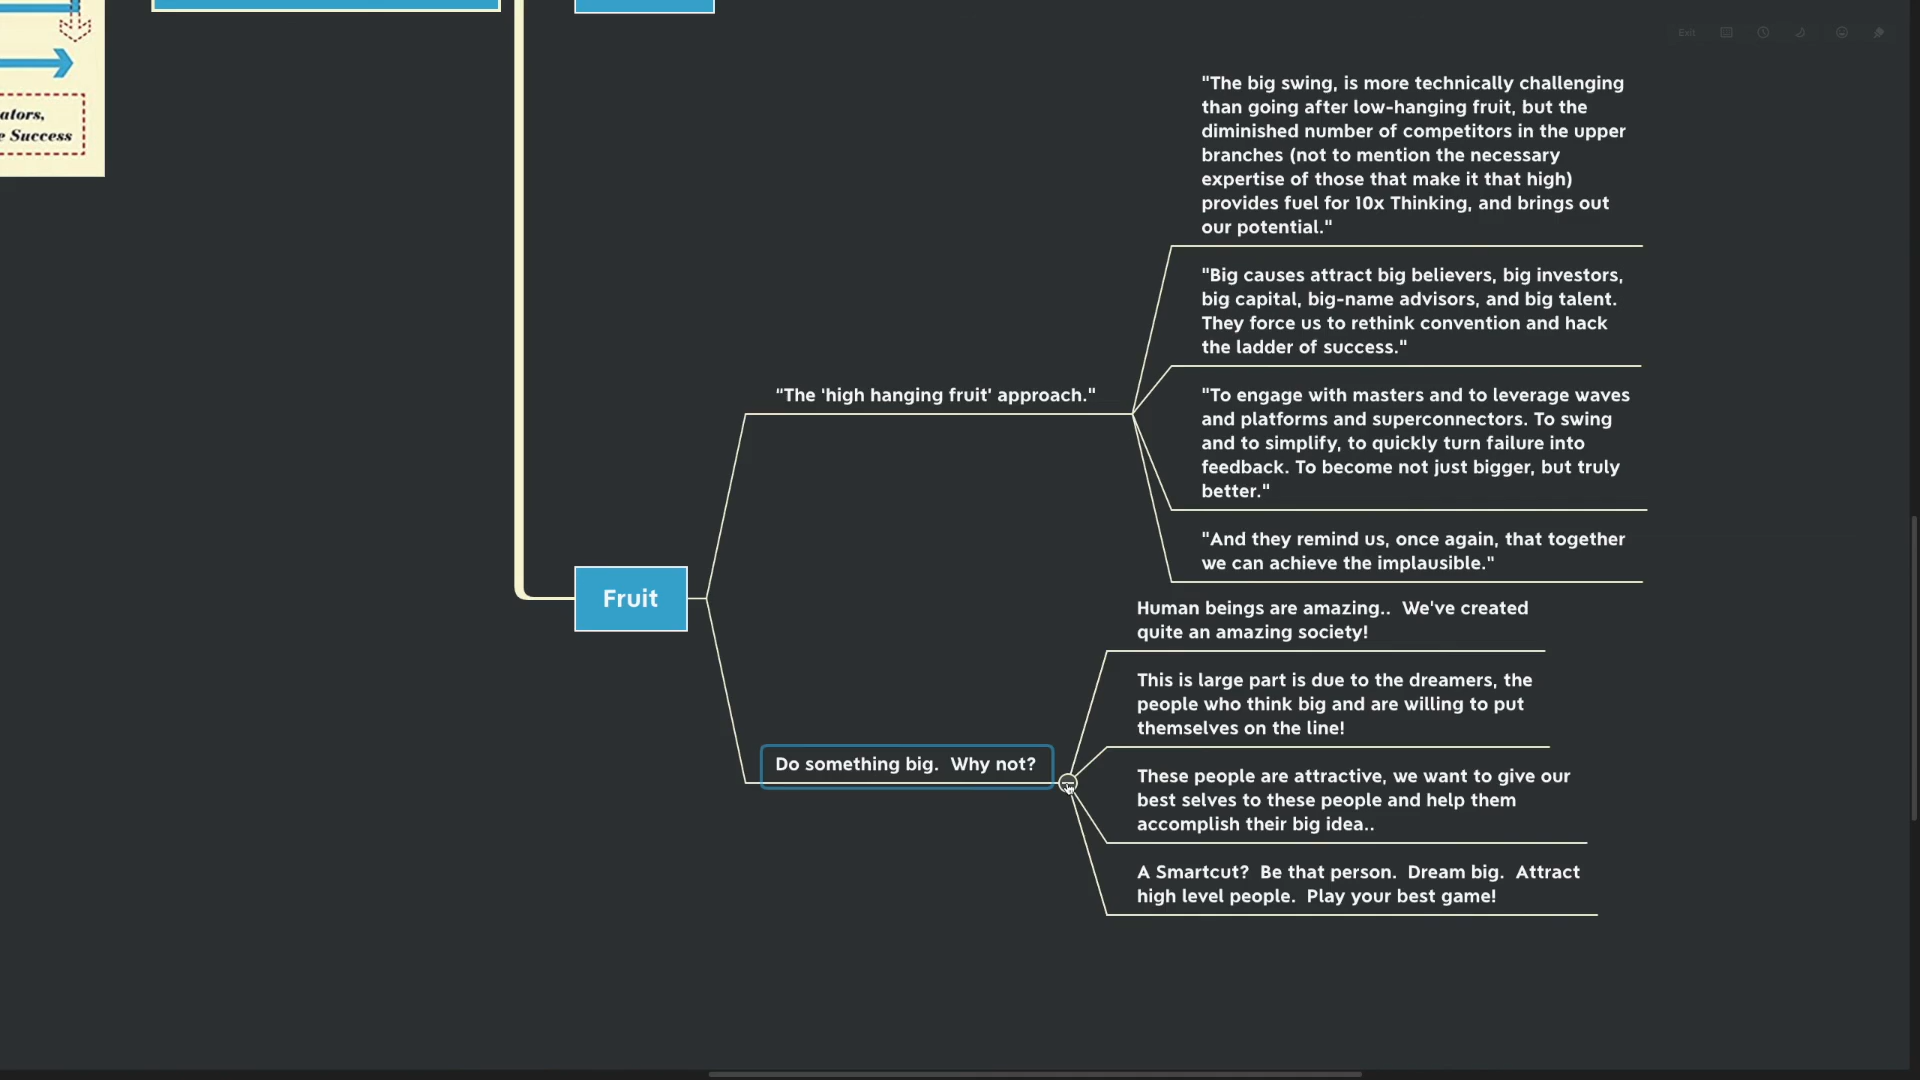 ators,
e Success
Exit
"The big swing, is more technically challenging
than going after low-hanging fruit, but the
diminished number of competitors in the upper
branches (not to mention the necessary
expertise of those that make it that high)
provides fuel for 10x Thinking, and brings out
our potential."
"Big causes attract big believers, big investors,
big capital, big-name advisors, and big talent.
They force us to rethink convention and hack
the ladder of success."
"The 'high hanging fruit' approach."
"To engage with masters and to leverage waves
and platforms and superconnectors. To swing
and to simplify, to quickly turn failure into
feedback. To become not just bigger, but truly
better."
"And they remind us, once again, that together
we can achieve the implausible."
Fruit
Human beings are amazing..  We've created
quite an amazing society!
This is large part is due to the dreamers, the
people who think big and are willing to put
themselves on the line!
Do something big.  Why not?
These people are attractive, we want to give our
best selves to these people and help them
accomplish their big idea..
A Smartcut?  Be that person.  Dream big.  Attract
high level people.  Play your best game!